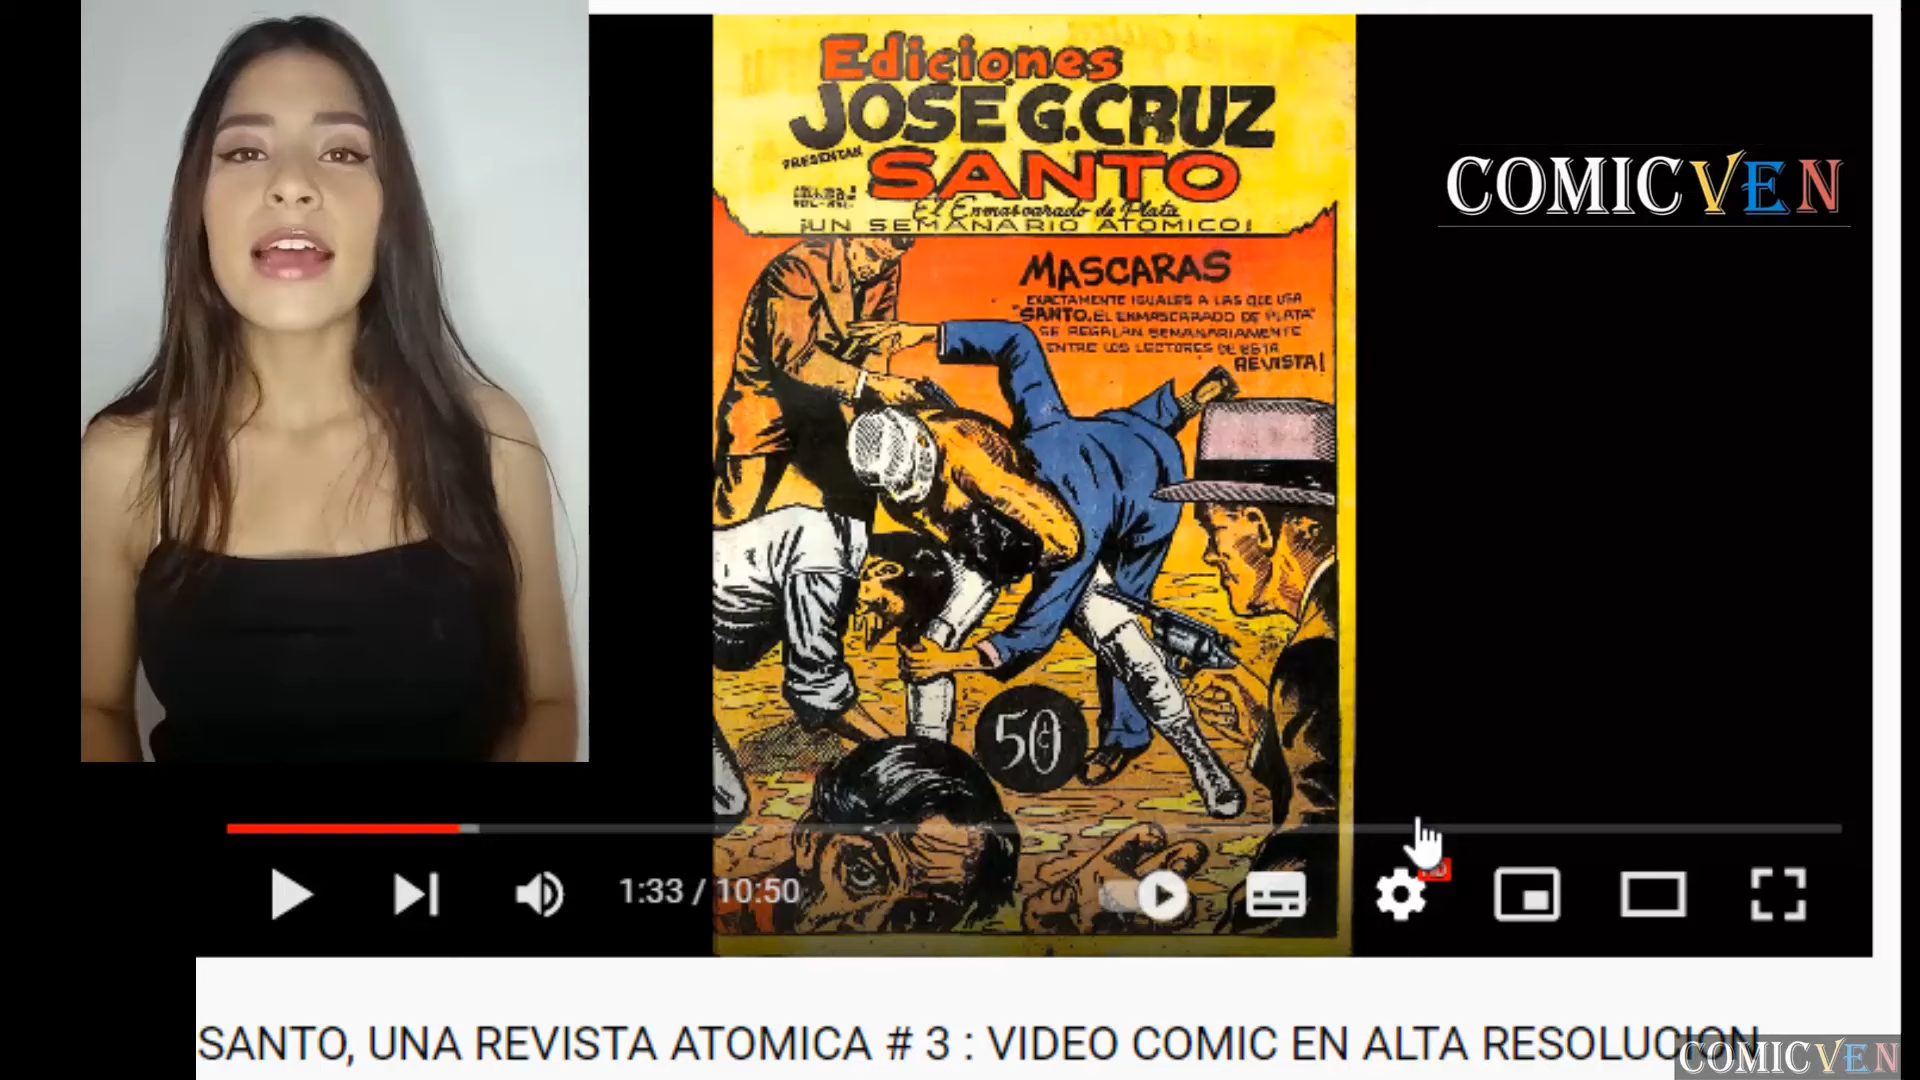 Ediciones
JOSE G. CRUZ
PRESENTAN
SANTO
El Enmascarado de Plata
¡UN SEMANARIO ATOMICO!
MASCARAS
EXACTAMENTE IGUALES A LAS QUE USA
"SANTO, EL ENMASCARADO DE PLATA"
SE REGALAN SEMANARIAMENTE
ENTRE LOS LECTORES DE ESTA
REVISTA!
50¢
COMICVEN
1:33 / 10:50
SANTO, UNA REVISTA ATOMICA # 3 : VIDEO COMIC EN ALTA RESOLUCION
COMICVEN